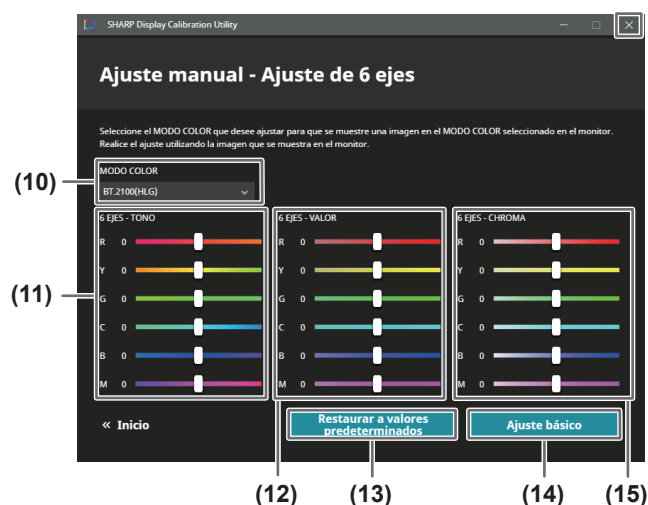 SHARP Display Calibration Utility
Ajuste manual - Ajuste de 6 ejes
Seleccione el MODO COLOR que desee ajustar para que se muestre una imagen en el MODO COLOR seleccionado en el monitor.
Realice el ajuste utilizando la imagen que se muestra en el monitor.
(10)
MODO COLOR
BT.2100(HLG)
(11)
6 EJES - TONO
R 0
Y 0
G 0
C 0
B 0
M 0
6 EJES - VALOR
R 0
Y 0
G 0
C 0
B 0
M 0
6 EJES - CHROMA
R 0
Y 0
G 0
C 0
B 0
M 0
« Inicio
Restaurar a valores
predeterminados
Ajuste básico
(12) (13) (14) (15)